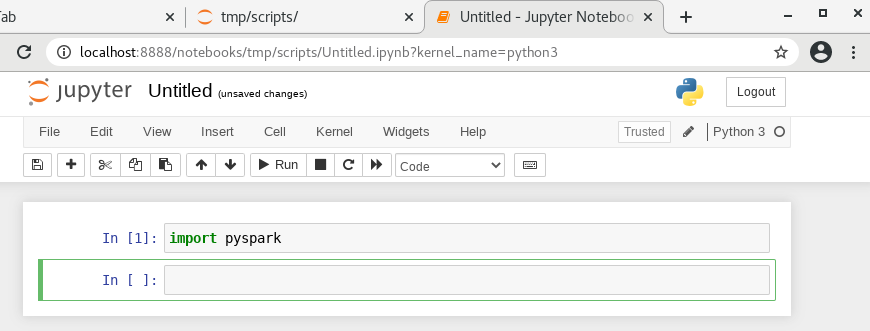 ab
tmp/scripts/
Untitled - Jupyter Noteboo
localhost:8888/notebooks/tmp/scripts/Untitled.ipynb?kernel_name=python3
jupyter Untitled (unsaved changes)
Logout
File Edit View Insert Cell Kernel Widgets Help
Trusted
Python 3
Run
Code
In [1]: import pyspark
In [ ]: